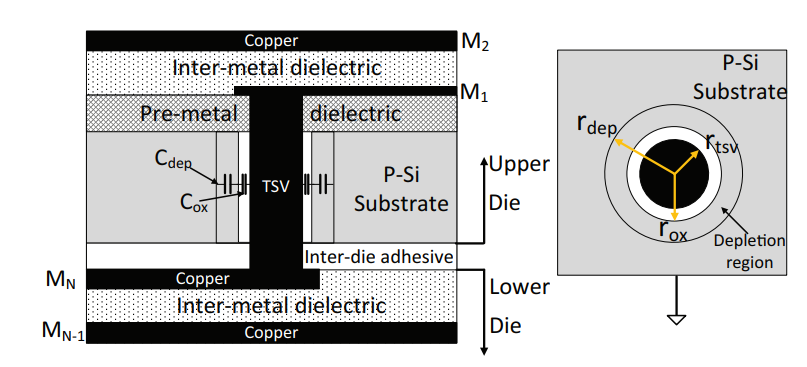 Copper
M2
Inter-metal dielectric
M1
Pre-metal dielectric
Cdep
Cox
TSV
P-Si
Substrate
Upper
Die
Inter-die adhesive
MN
Copper
Lower
Die
Inter-metal dielectric
MN-1
Copper
P-Si
Substrate
rdep
rtsv
rox
Depletion
region